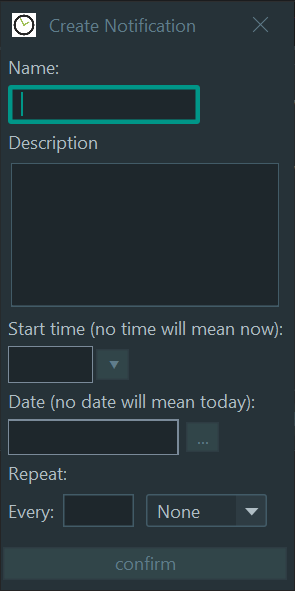 Create Notification
Name:
Description
Start time (no time will mean now):
Date (no date will mean today):
...
Repeat:
Every: None
confirm